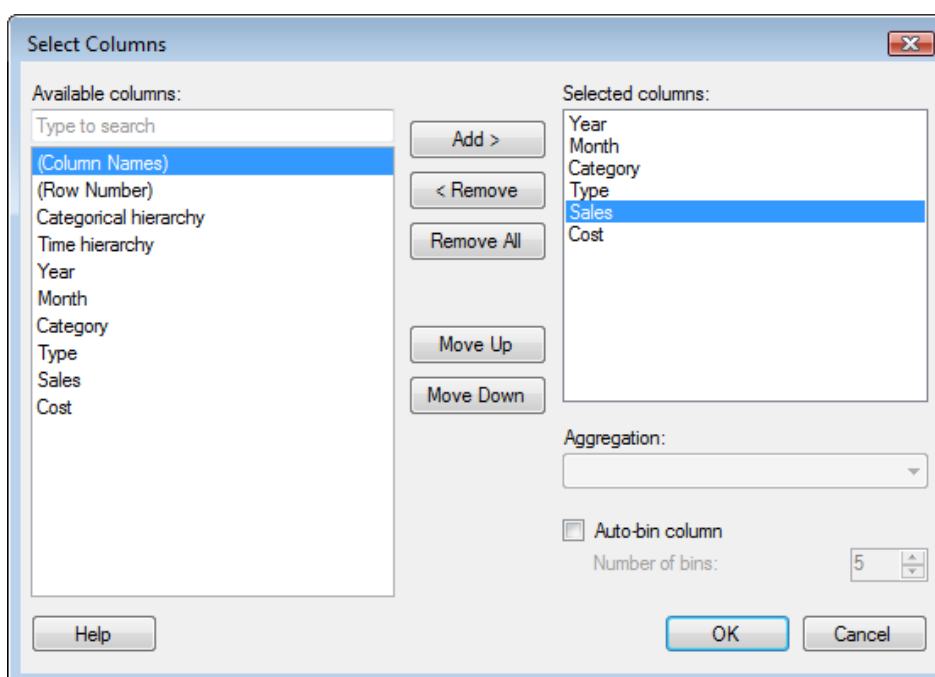 Select Columns
Available columns:
Type to search
(Column Names)
(Row Number)
Categorical hierarchy
Time hierarchy
Year
Month
Category
Type
Sales
Cost
Add >
< Remove
Remove All
Move Up
Move Down
Selected columns:
Year
Month
Category
Type
Sales
Cost
Aggregation:
Auto-bin column
Number of bins:
5
Help
OK
Cancel